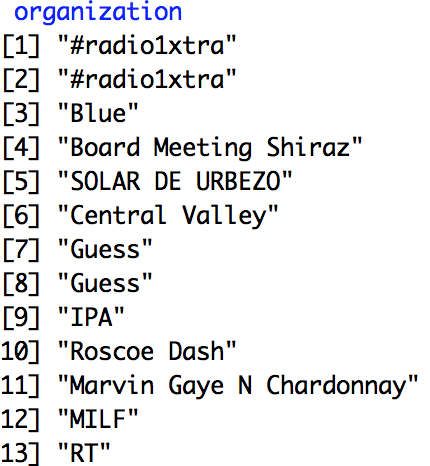 organization
[1] "#radio1xtra"
[2] "#radio1xtra"
[3] "Blue"
[4] "Board Meeting Shiraz"
[5] "SOLAR DE URBEZO"
[6] "Central Valley"
[7] "Guess"
[8] "Guess"
[9] "IPA"
10] "Roscoe Dash"
11] "Marvin Gaye N Chardonnay"
12] "MILF"
13] "RT"